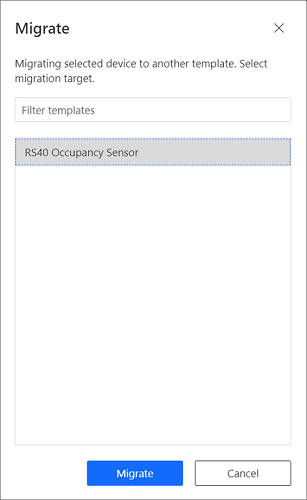 Migrate
Migrating selected device to another template. Select
migration target.
Filter templates
RS40 Occupancy Sensor
Migrate
Cancel